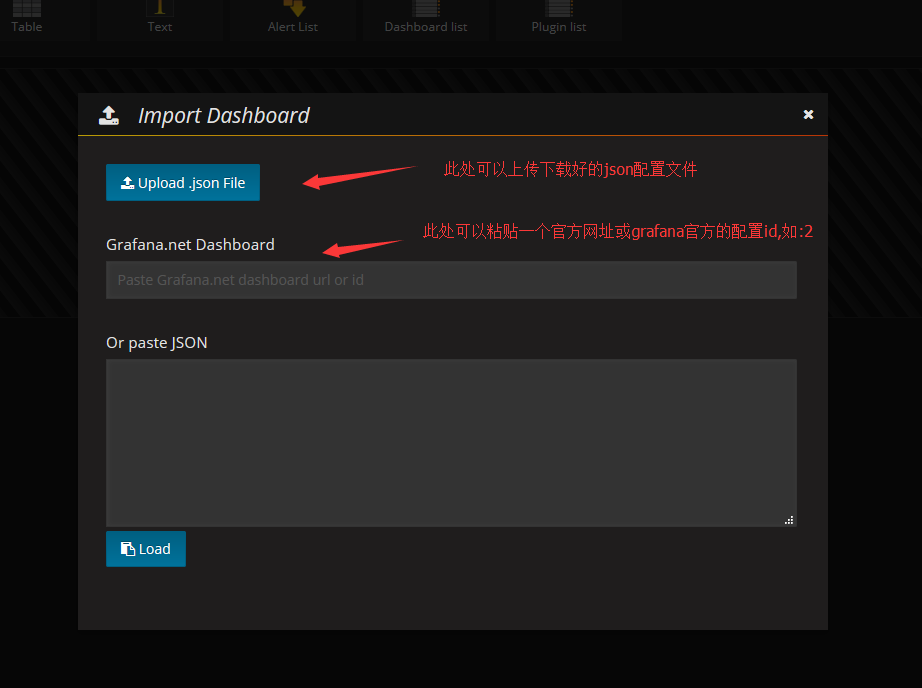 Table
Text
Alert List
Dashboard list
Plugin list
Import Dashboard
Upload .json File
此处可以上传下载好的json配置文件
此处可以粘贴一个官方网址或grafana官方的配置id,如:2
Grafana.net Dashboard
Paste Grafana.net dashboard url or id
Or paste JSON
Load